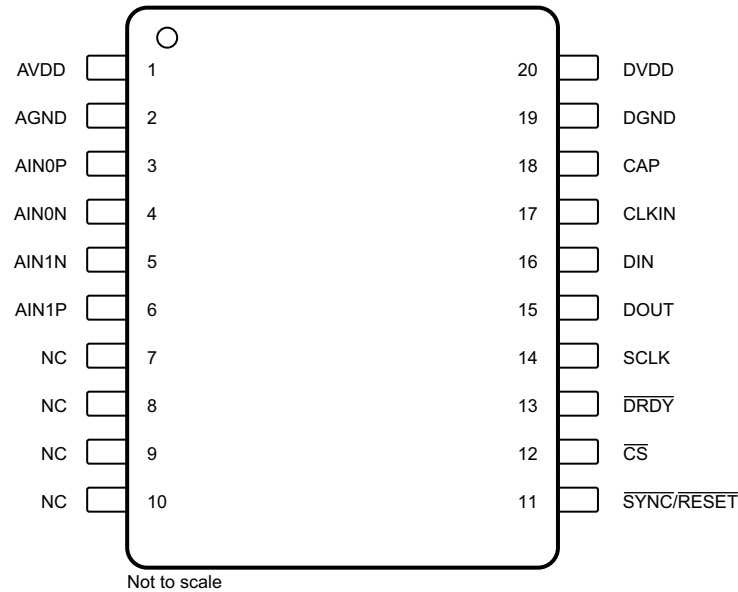 AVDD 1 20 DVDD
AGND 2 19 DGND
AIN0P 3 18 CAP
AIN0N 4 17 CLKIN
AIN1N 5 16 DIN
AIN1P 6 15 DOUT
NC 7 14 SCLK
NC 8 13 DRDY
NC 9 12 CS
NC 10 11 SYNC/RESET
Not to scale